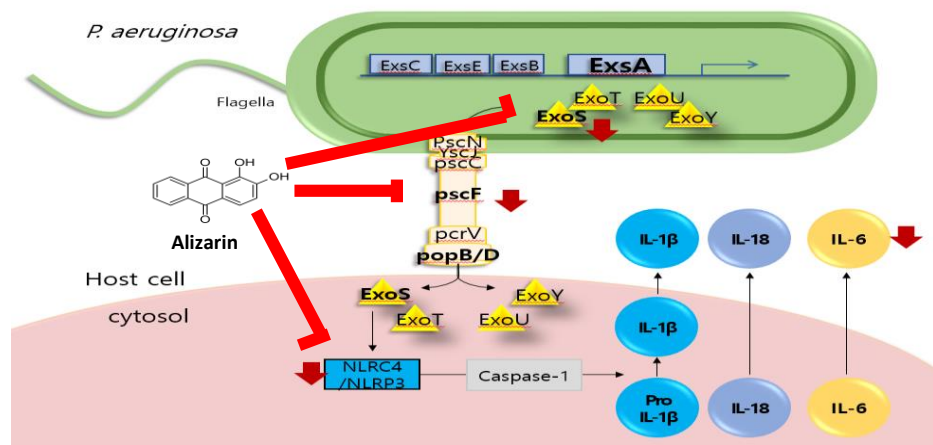 P. aeruginosa
Flagella
ExsC ExsE ExsB ExsA
ExoT ExoU
ExoS ExoY
PscN
YscJ
pscC
pscF
pcrV
popB/D
O OH
OH
O
Alizarin
Host cell
cytosol
ExoS ExoY
ExoT ExoU
NLRC4
/NLRP3
Caspase-1
IL-1β IL-18 IL-6
IL-1β
Pro
IL-1β
IL-18 IL-6